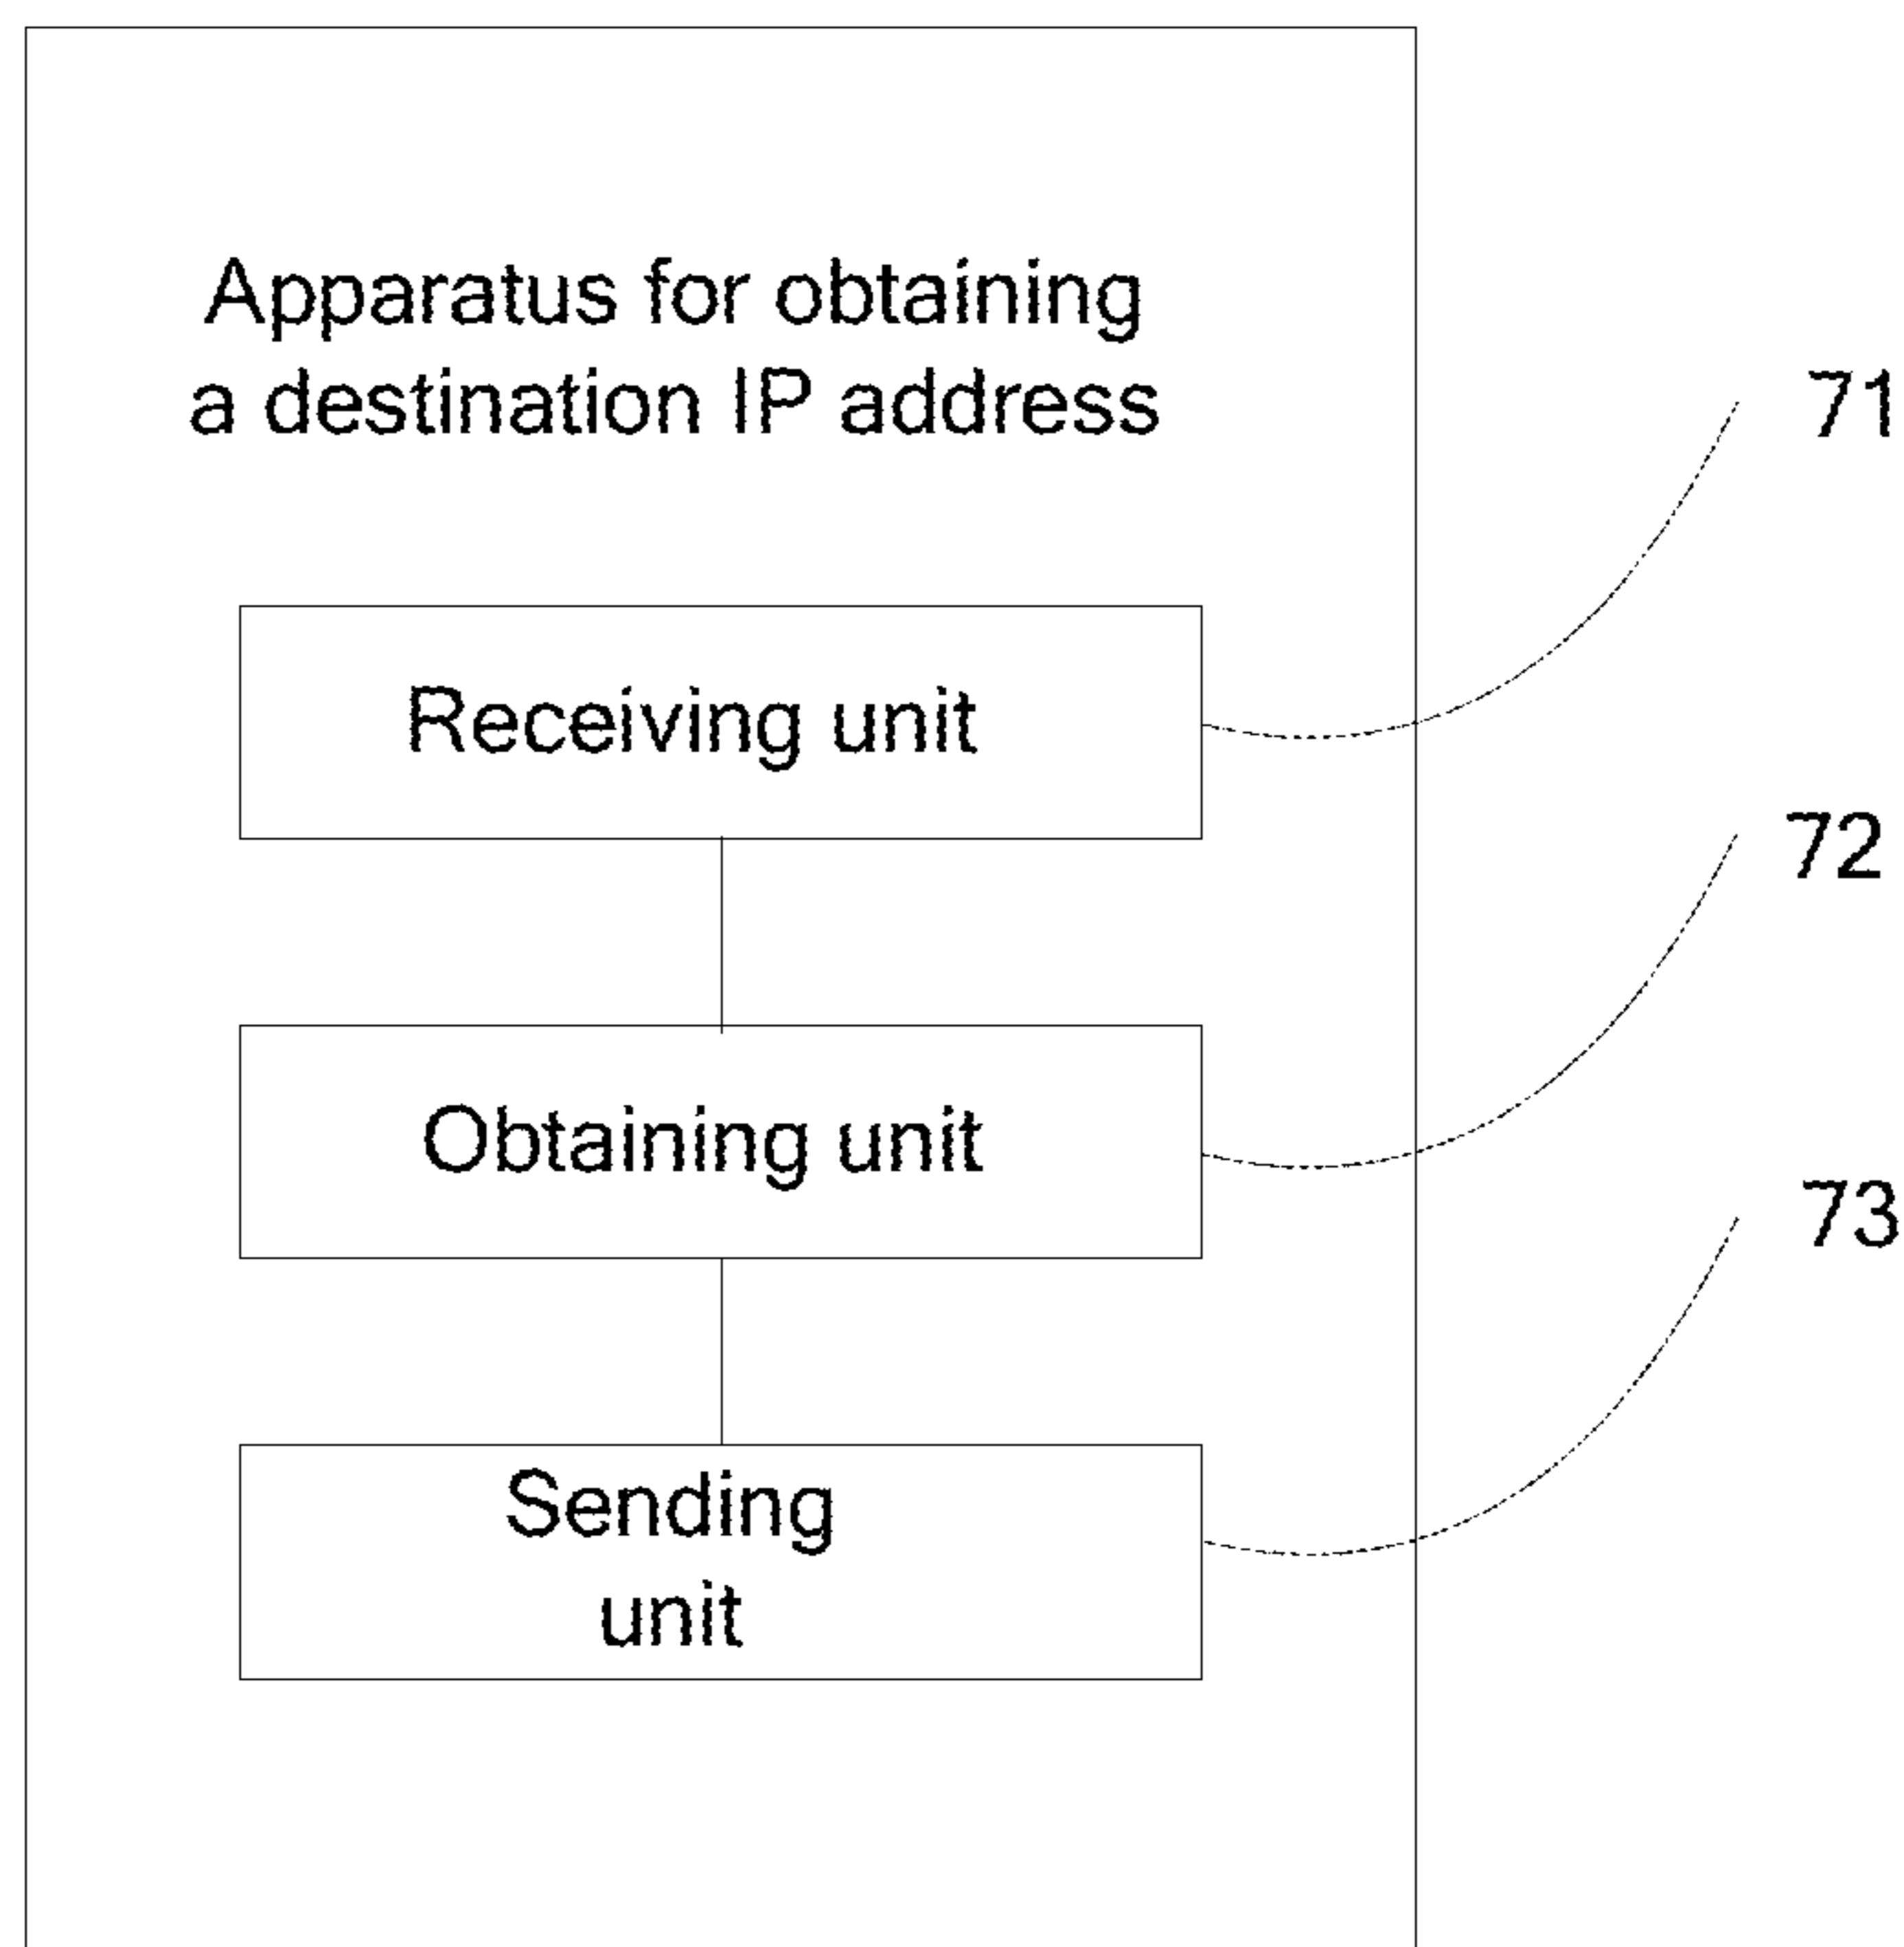 Apparatus for obtaining
a destination IP address
71
Receiving unit
72
Obtaining unit
73
Sending
unit